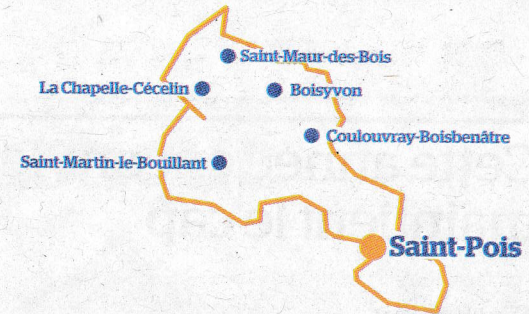 Saint-Maur-des-Bois
La Chapelle-Cécelin
Boisyvon
Coulouvray-Boisbenâtre
Saint-Martin-le-Bouillant
Saint-Pois